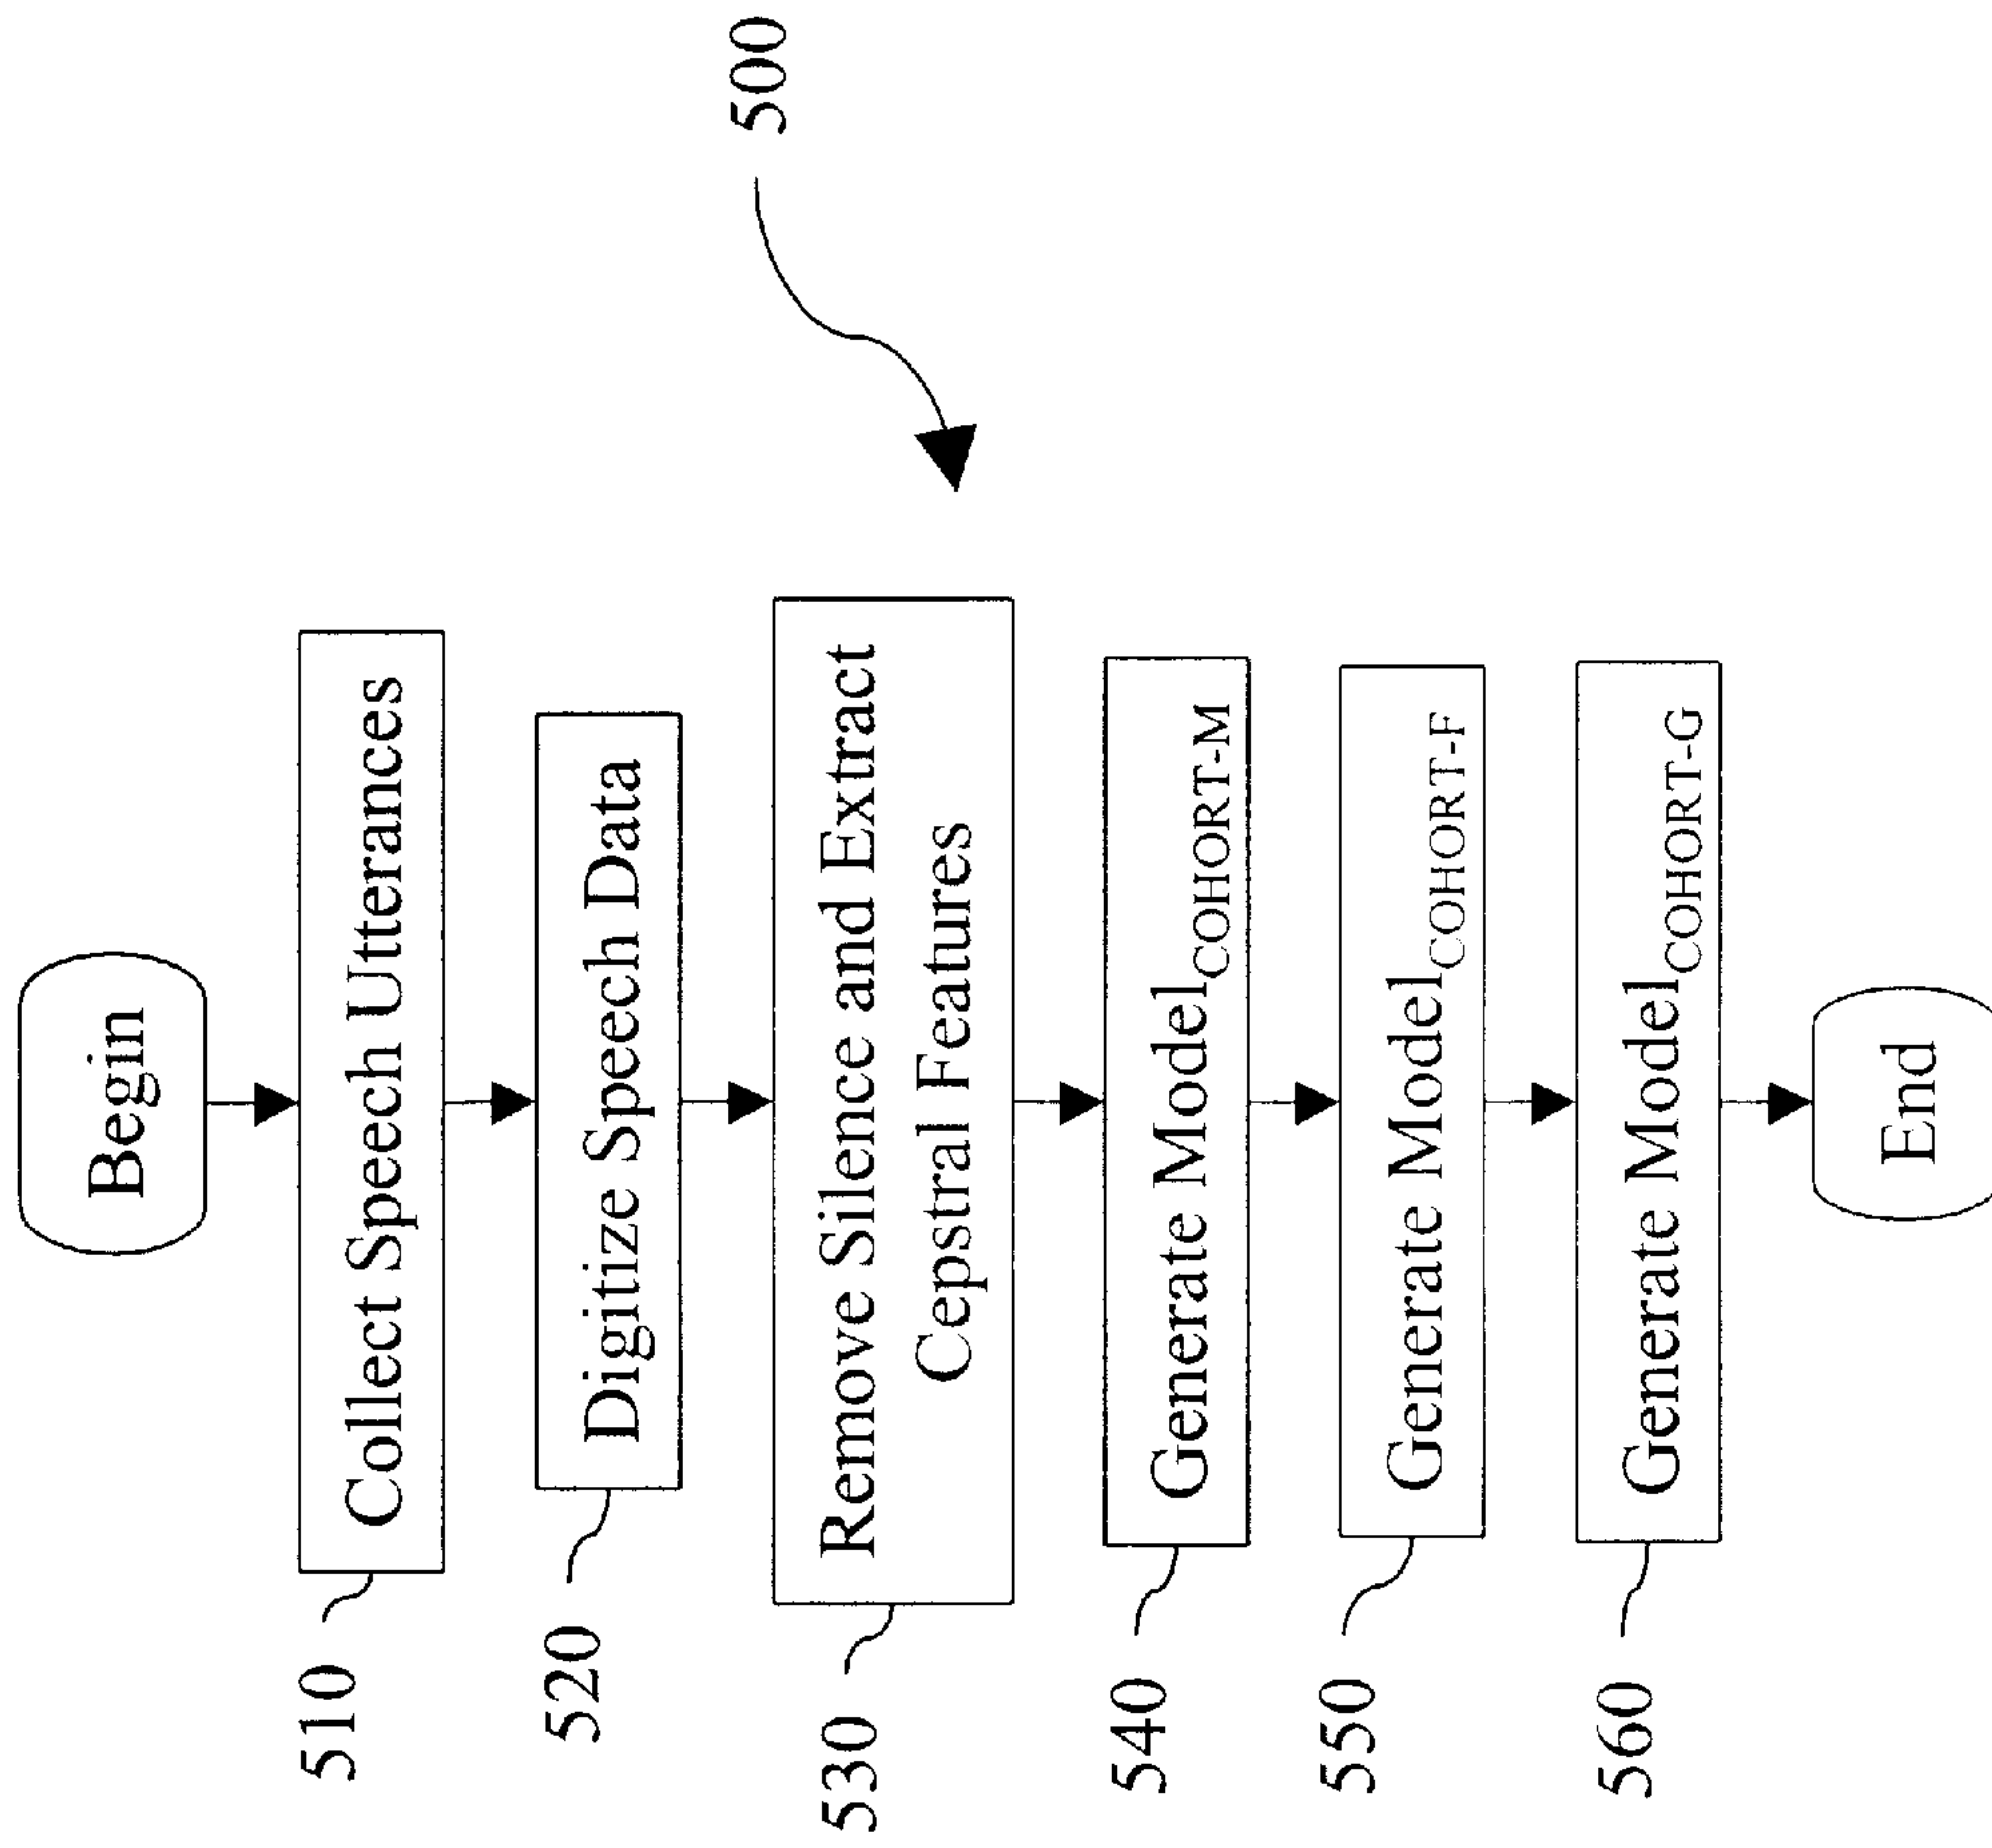 Begin
510
Collect Speech Utterances
520
Digitize Speech Data
530
Remove Silence and Extract
Cepstral Features
500
540
Generate ModelCOHORT-M
550
Generate ModelCOHORT-F
560
Generate ModelCOHORT-G
End